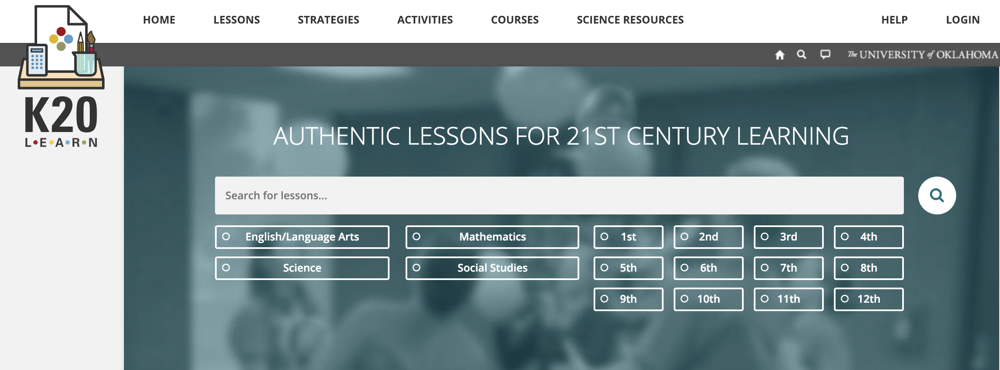 HOME LESSONS STRATEGIES ACTIVITIES COURSES SCIENCE RESOURCES HELP LOGIN
The UNIVERSITY of OKLAHOMA
K20
L•E•A•R•N
AUTHENTIC LESSONS FOR 21ST CENTURY LEARNING
Search for lessons...
English/Language Arts Mathematics 1st 2nd 3rd 4th
Science Social Studies 5th 6th 7th 8th
9th 10th 11th 12th